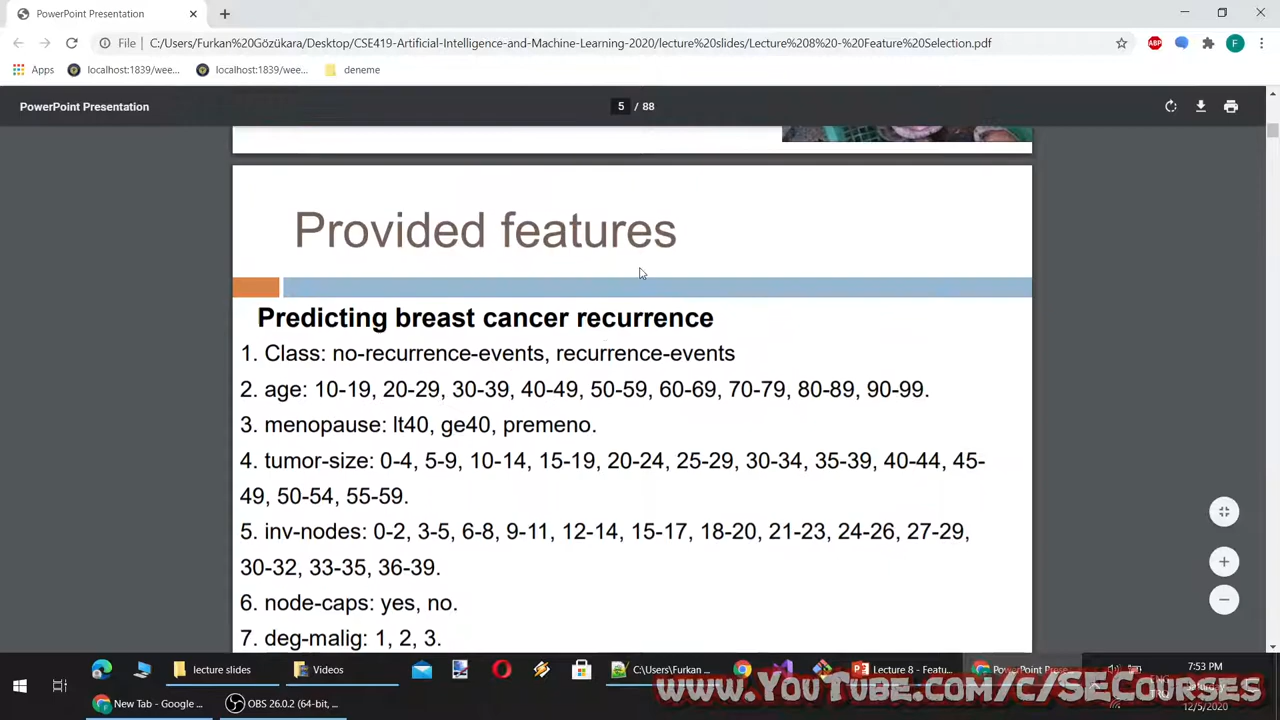 PowerPoint Presentation
File
C:/Users/Furkan%20Gözükara/Desktop/CSE419-Artificial-Intelligence-and-Machine-Learning-2020/lecture%20slides/Lecture%208%20-%20Feature%20Selection.pdf
ABP
F
Apps
localhost:1839/wee...
localhost:1839/wee...
deneme
PowerPoint Presentation
5 / 88
Provided features
Predicting breast cancer recurrence
1. Class: no-recurrence-events, recurrence-events
2. age: 10-19, 20-29, 30-39, 40-49, 50-59, 60-69, 70-79, 80-89, 90-99.
3. menopause: lt40, ge40, premeno.
4. tumor-size: 0-4, 5-9, 10-14, 15-19, 20-24, 25-29, 30-34, 35-39, 40-44, 45-
49, 50-54, 55-59.
5. inv-nodes: 0-2, 3-5, 6-8, 9-11, 12-14, 15-17, 18-20, 21-23, 24-26, 27-29,
30-32, 33-35, 36-39.
6. node-caps: yes, no.
7. deg-malig: 1, 2, 3.
lecture slides
Videos
C:\Users\Furkan ...
Lecture 8 - Featu...
PowerPoint Prese...
7:53 PM
Saturday
12/5/2020
New Tab - Google ...
OBS 26.0.2 (64-bit, ...
www.YouTube.com/c/SECourses